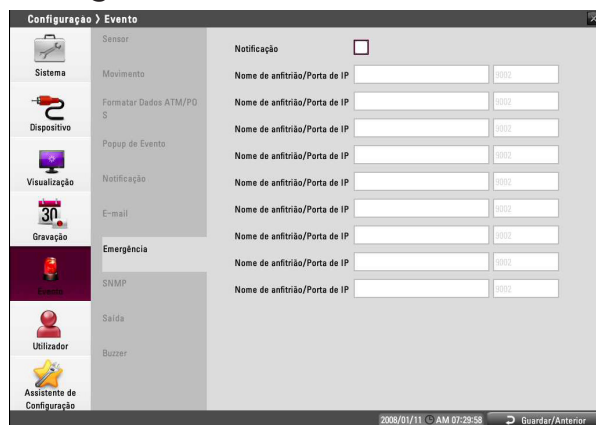 Configuração > Evento
Sistema
Dispositivo
Visualização
30
Gravação
Evento
Utilizador
Assistente de
Configuração
Sensor
Movimento
Formatar Dados ATM/PO
S
Popup de Evento
Notificação
E-mail
Emergência
SNMP
Saída
Buzzer
Notificação
Nome de anfitrião/Porta de IP 9002
Nome de anfitrião/Porta de IP 9002
Nome de anfitrião/Porta de IP 9002
Nome de anfitrião/Porta de IP 9002
Nome de anfitrião/Porta de IP 9002
Nome de anfitrião/Porta de IP 9002
Nome de anfitrião/Porta de IP 9002
Nome de anfitrião/Porta de IP 9002
Nome de anfitrião/Porta de IP 9002
2008/01/11 AM 07:29:58 Guardar/Anterior